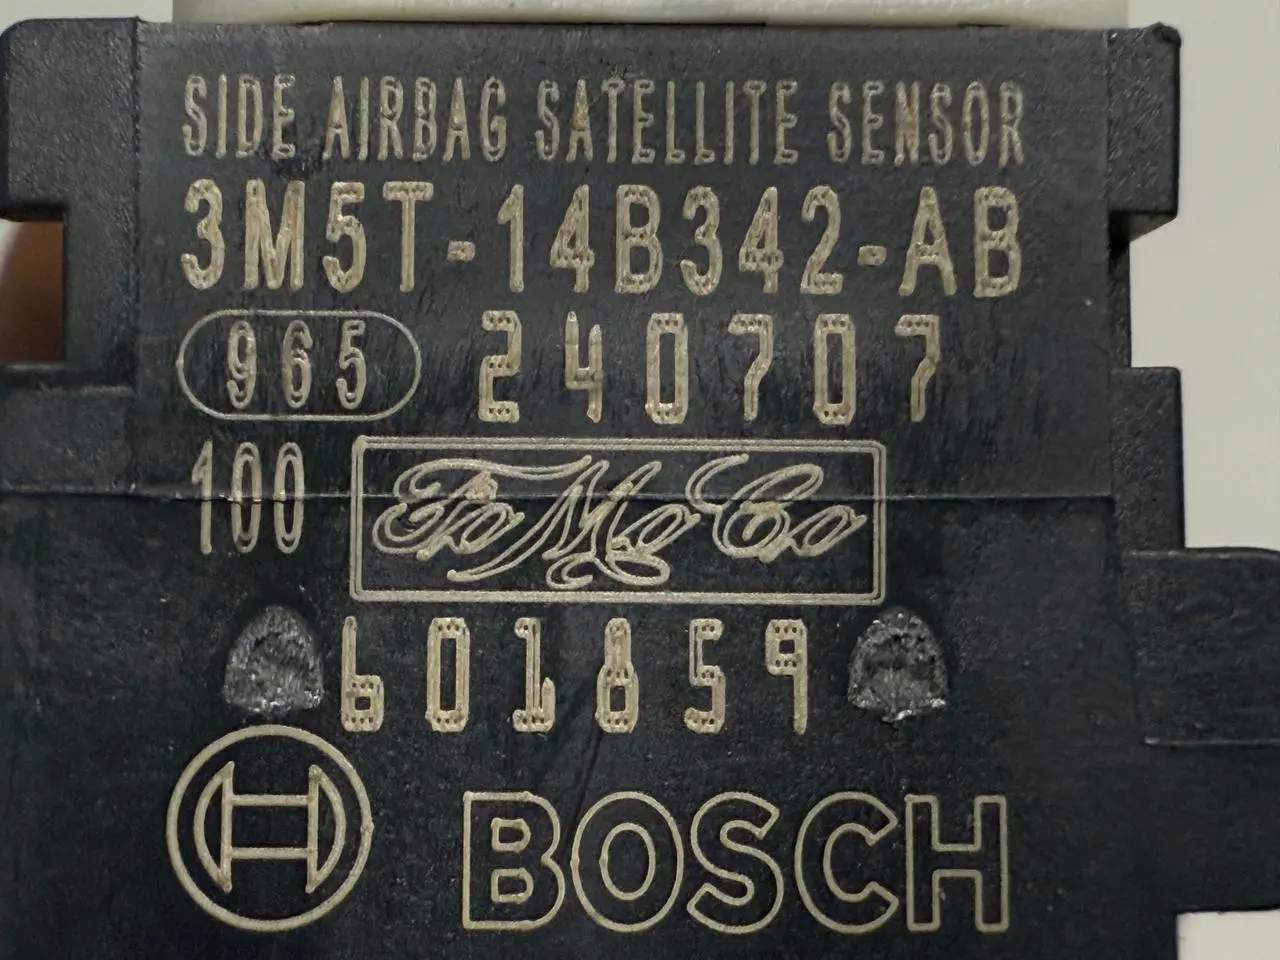 SIDE AIRBAG SATELLITE SENSOR
3M5T-14B342-AB
965 240707
100 FoMoCo
601859
BOSCH